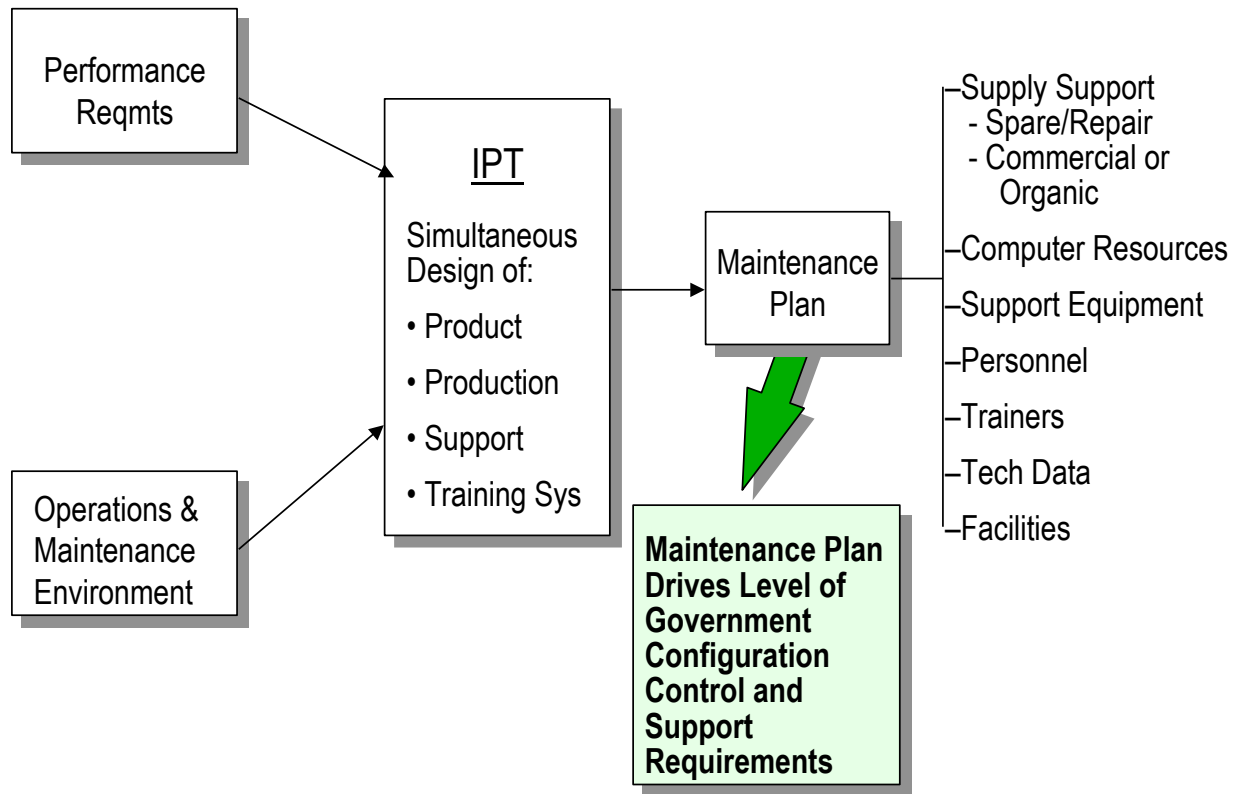 Performance
Reqmts
Operations &
Maintenance
Environment
IPT
Simultaneous
Design of:
• Product
• Production
• Support
• Training Sys
Maintenance
Plan
–Supply Support
- Spare/Repair
- Commercial or
Organic
–Computer Resources
–Support Equipment
–Personnel
–Trainers
–Tech Data
–Facilities
Maintenance Plan
Drives Level of
Government
Configuration
Control and
Support
Requirements